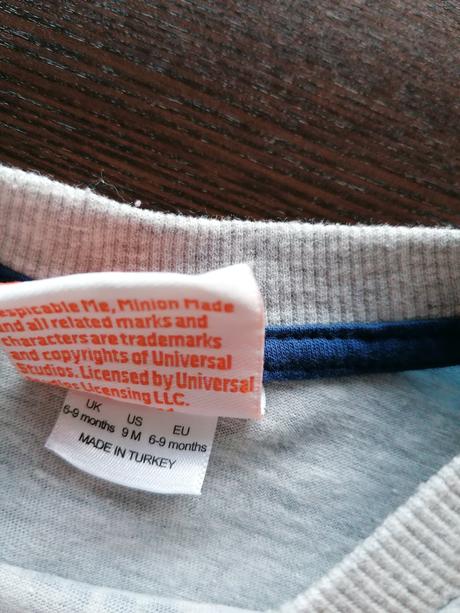 espicable Me, Minion Made
and all related marks and
characters are trademarks
and copyrights of Universal
Studios. Licensed by Universal
Studios Licensing LLC.
UK US EU
6-9 months 9 M 6-9 months
MADE IN TURKEY